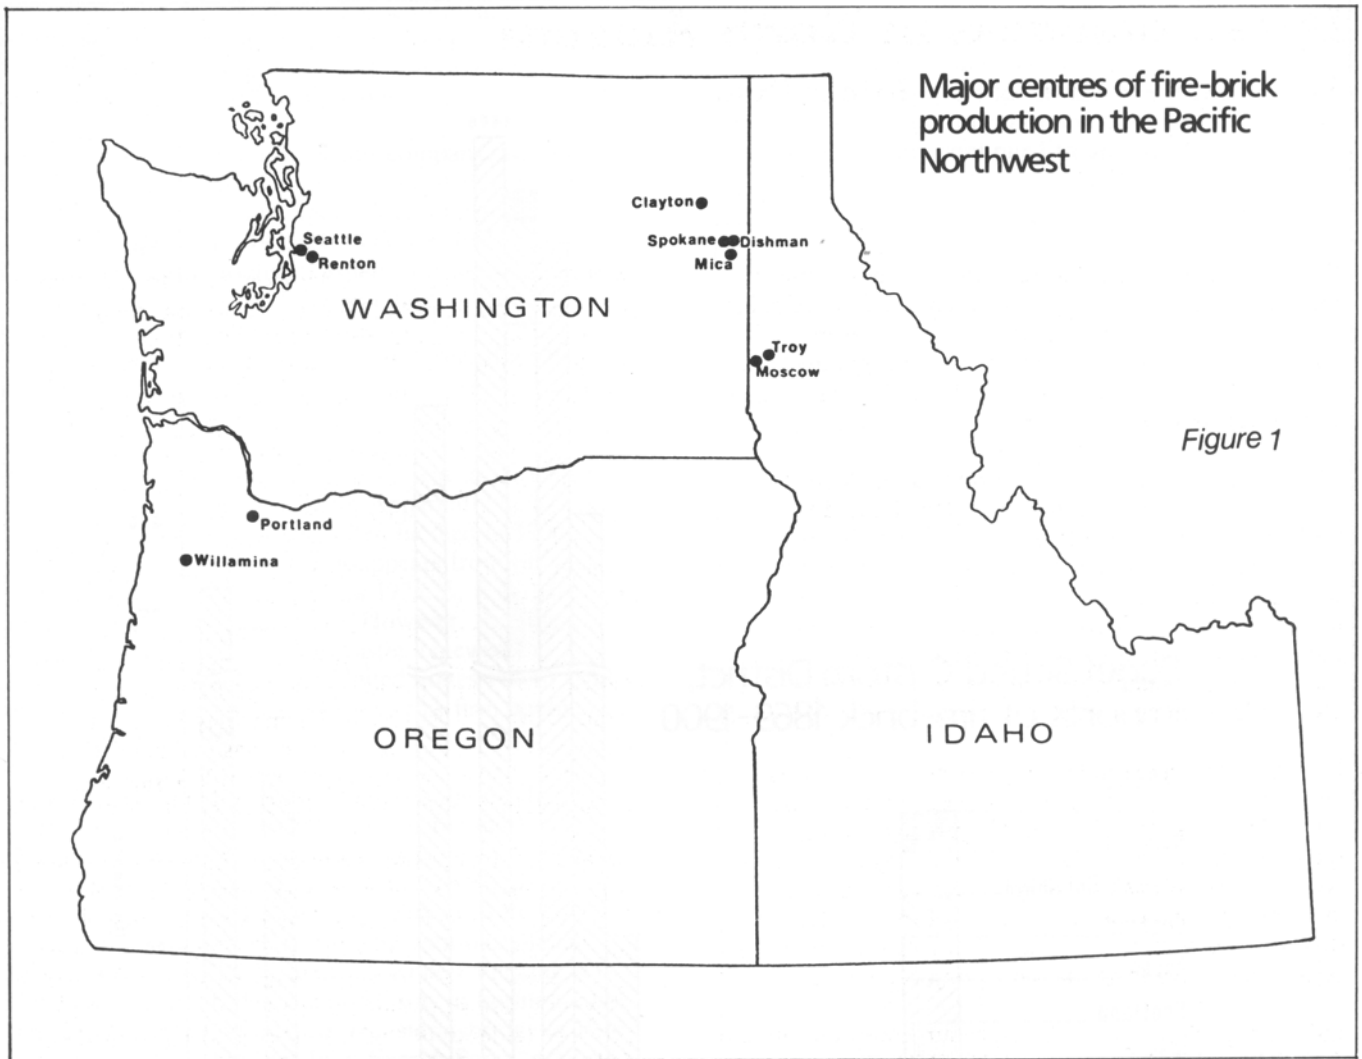 Major centres of fire-brick
production in the Pacific
Northwest
Clayton
Spokane
Dishman
Mica
Seattle
Renton
WASHINGTON
Troy
Moscow
Figure 1
Portland
Willamina
OREGON
IDAHO